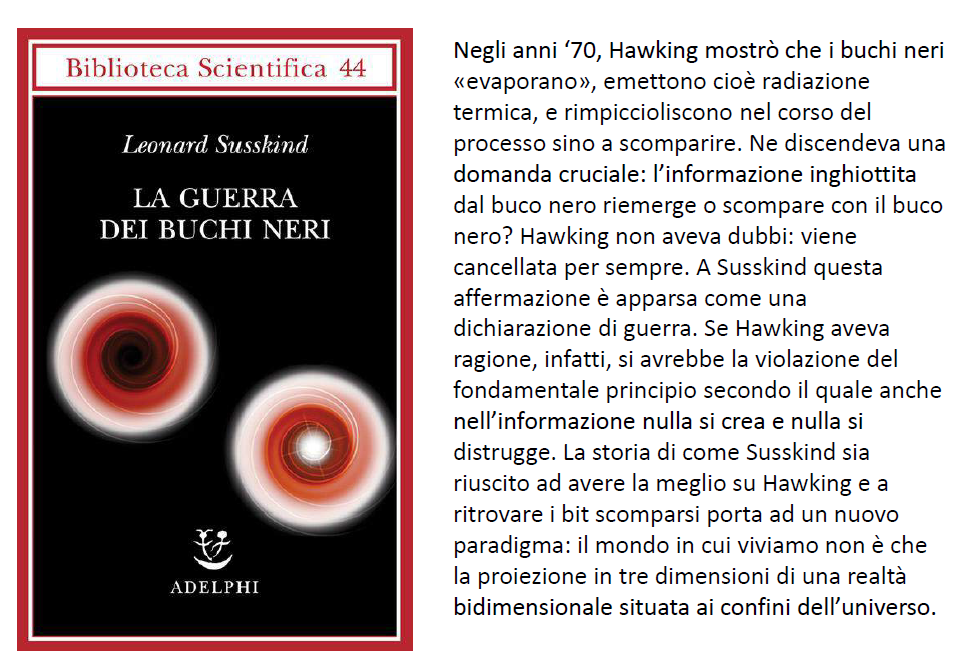 Biblioteca Scientifica 44
Leonard Susskind
LA GUERRA
DEI BUCHI NERI
ADELPHI
Negli anni ‘70, Hawking mostrò che i buchi neri
«evaporano», emettono cioè radiazione
termica, e rimpiccioliscono nel corso del
processo sino a scomparire. Ne discendeva una
domanda cruciale: l’informazione inghiottita
dal buco nero riemerge o scompare con il buco
nero? Hawking non aveva dubbi: viene
cancellata per sempre. A Susskind questa
affermazione è apparsa come una
dichiarazione di guerra. Se Hawking aveva
ragione, infatti, si avrebbe la violazione del
fondamentale principio secondo il quale anche
nell’informazione nulla si crea e nulla si
distrugge. La storia di come Susskind sia
riuscito ad avere la meglio su Hawking e a
ritrovare i bit scomparsi porta ad un nuovo
paradigma: il mondo in cui viviamo non è che
la proiezione in tre dimensioni di una realtà
bidimensionale situata ai confini dell’universo.